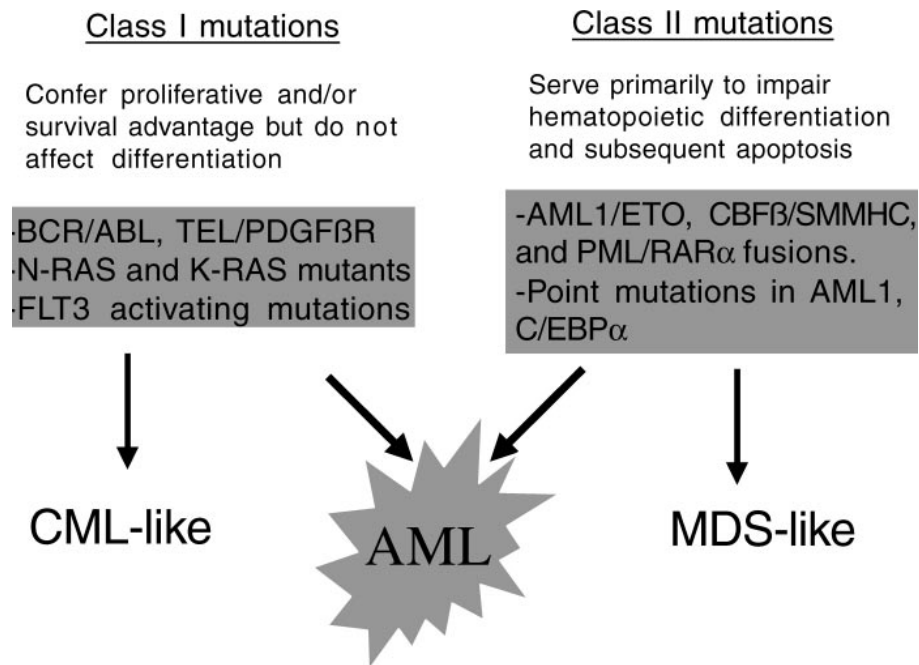 Class I mutations
Confer proliferative and/or
survival advantage but do not
affect differentiation
-BCR/ABL, TEL/PDGFßR
-N-RAS and K-RAS mutants
-FLT3 activating mutations
CML-like
Class II mutations
Serve primarily to impair
hematopoietic differentiation
and subsequent apoptosis
-AML1/ETO, CBFß/SMMHC,
and PML/RARα fusions.
-Point mutations in AML1,
C/EBPα
AML
MDS-like